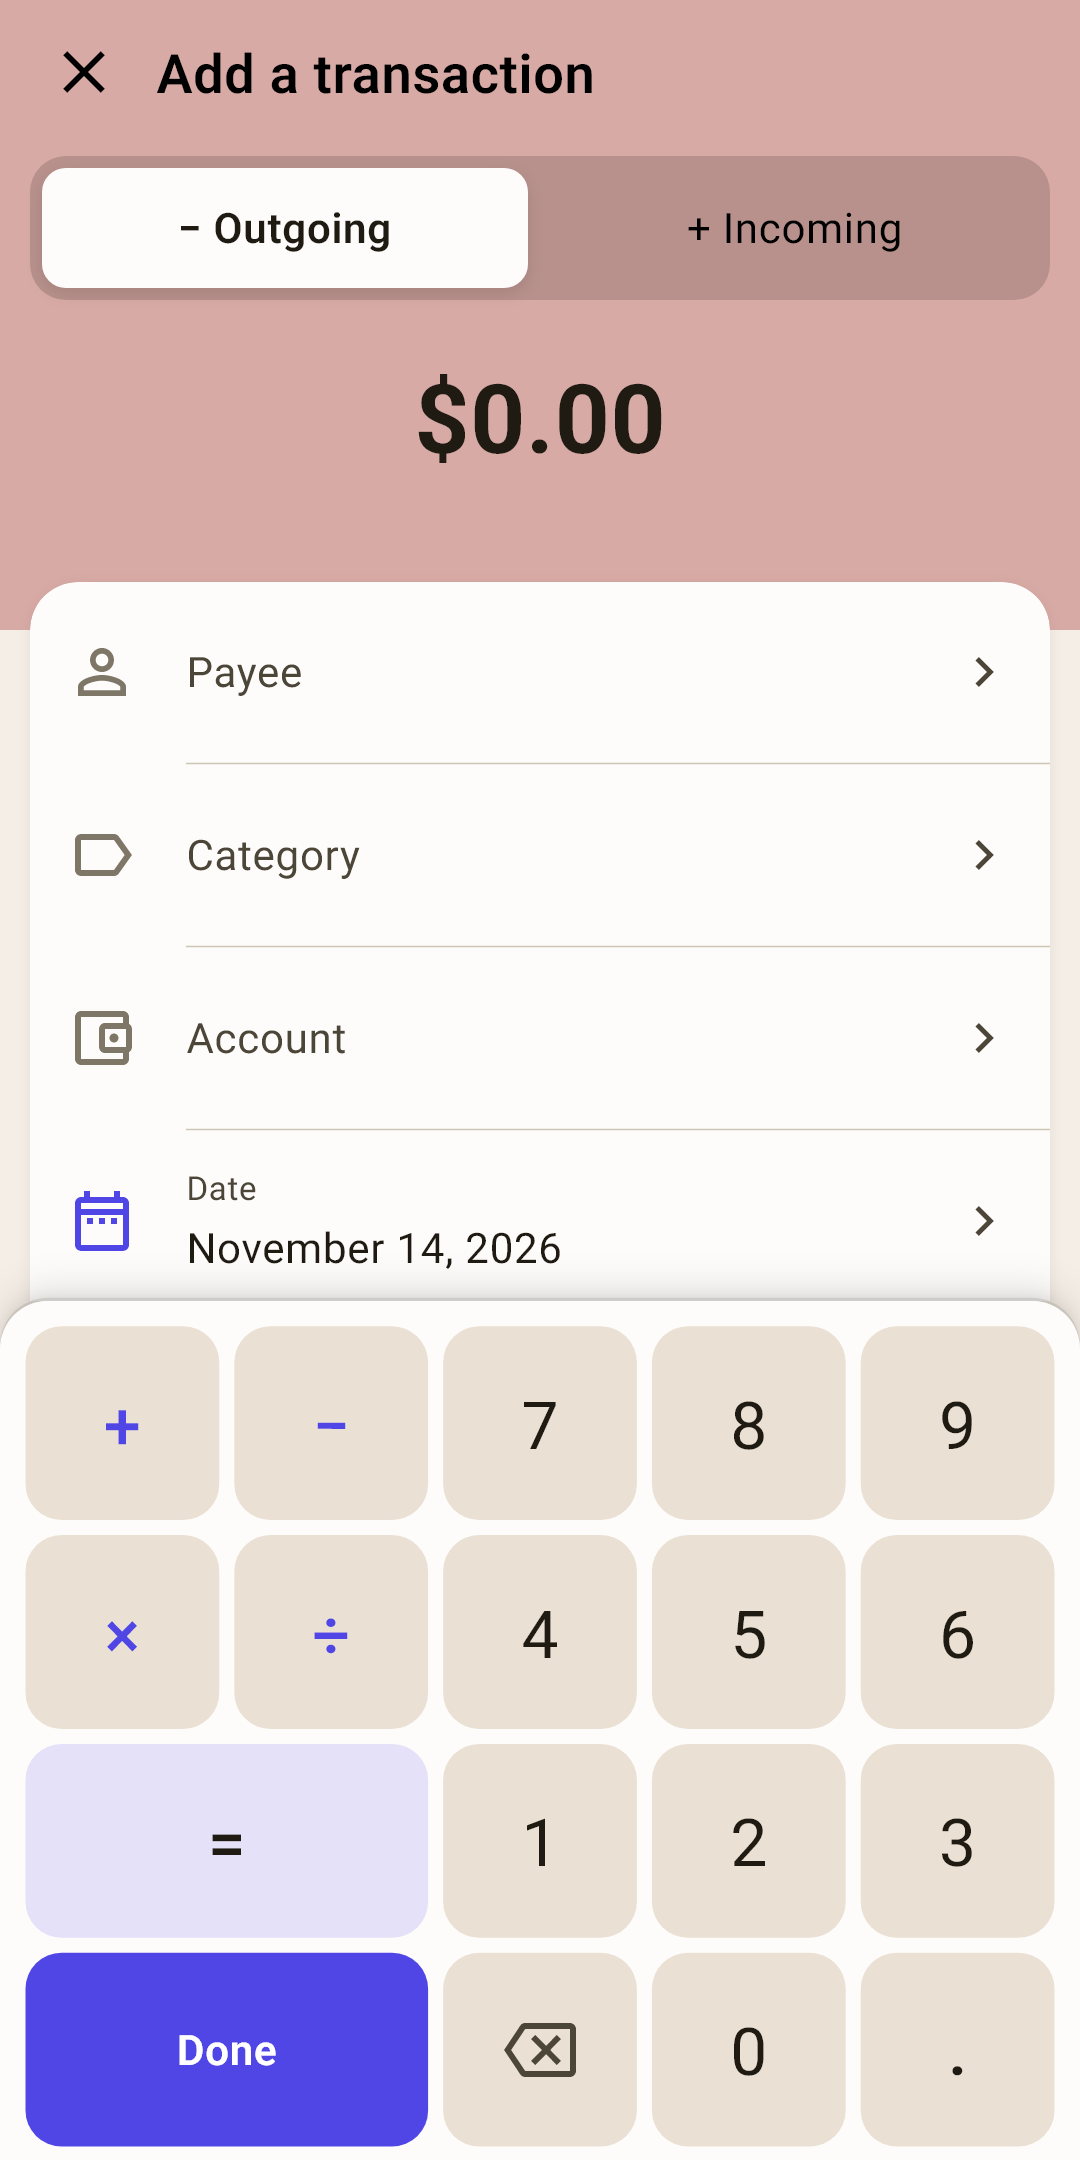 Add a transaction
− Outgoing
+ Incoming
$0.00
Payee
Category
Account
Date
November 14, 2026
+ − 7 8 9
× ÷ 4 5 6
= 1 2 3
Done 0 .